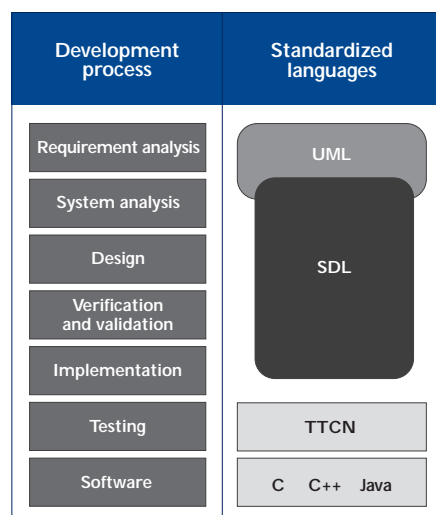 Development
process
Standardized
languages
Requirement analysis
System analysis
Design
Verification
and validation
Implementation
Testing
Software
UML
SDL
TTCN
C C++ Java